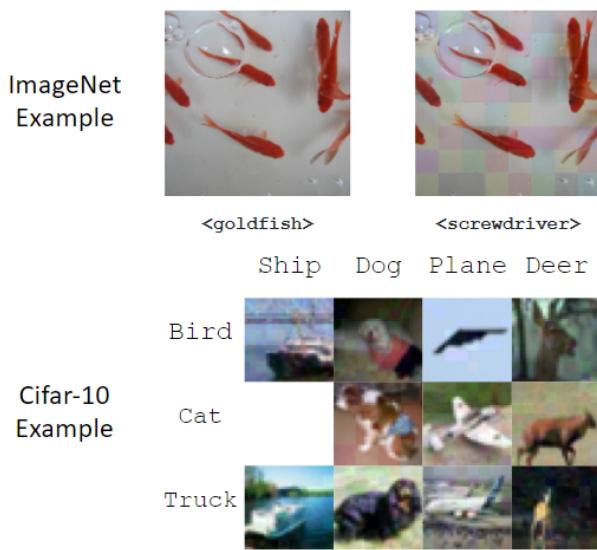 ImageNet
Example
<goldfish> <screwdriver>
Ship Dog Plane Deer
Bird
Cifar-10
Example
Cat
Truck